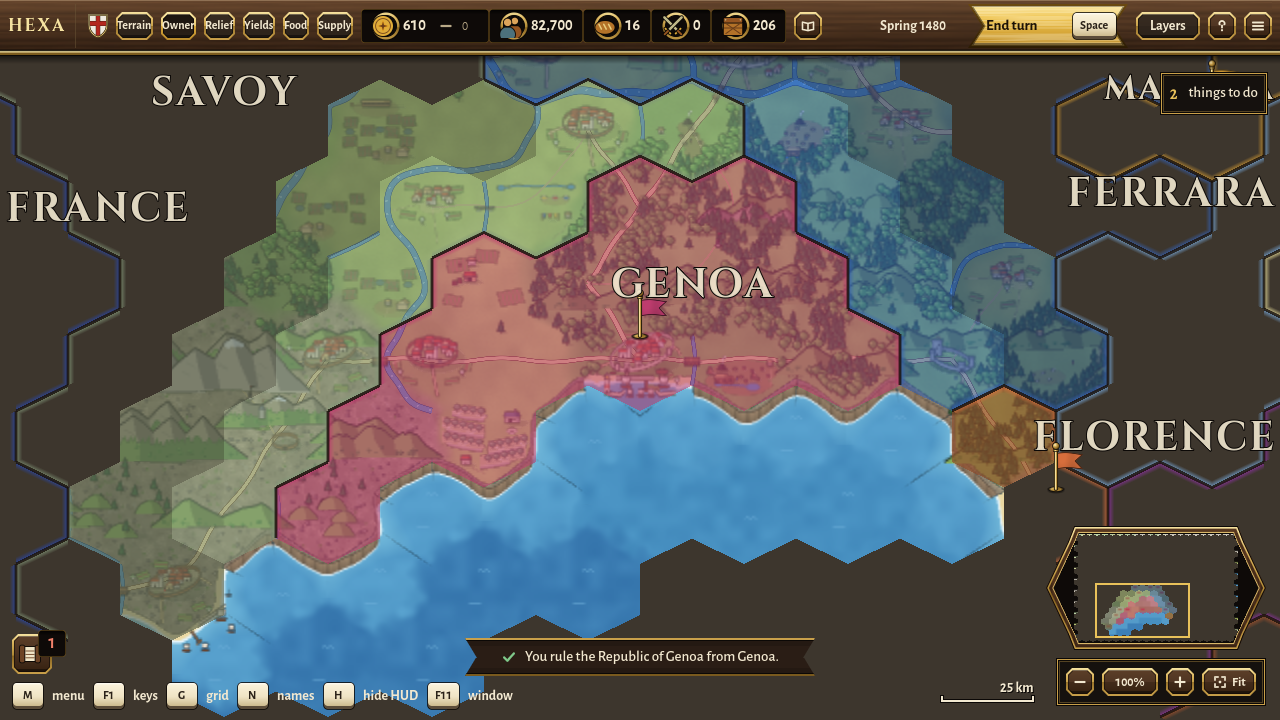 HEXA
Terrain
Owner
Relief
Yields
Food
Supply
610 — 0
82,700
16
0
206
Spring 1480
End turn
Space
Layers
?
2 things to do
SAVOY
MA
FRANCE
FERRARA
GENOA
FLORENCE
1
You rule the Republic of Genoa from Genoa.
M menu
F1 keys
G grid
N names
H hide HUD
F11 window
25 km
− 100% + Fit